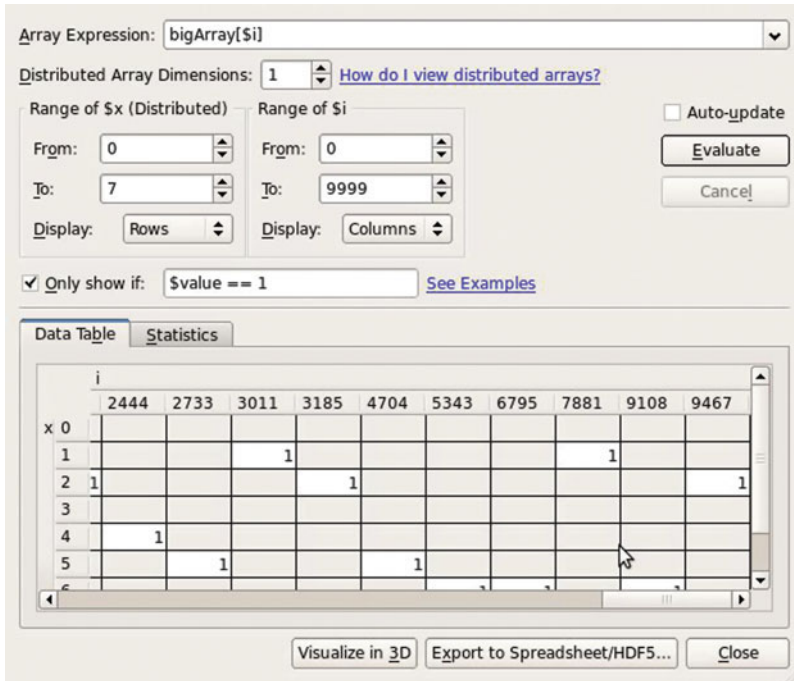 Array Expression: bigArray[$i]
Distributed Array Dimensions: 1 How do I view distributed arrays?
Range of $x (Distributed) Range of $i
Auto-update
From: 0 From: 0
Evaluate
To: 7 To: 9999
Cancel
Display: Rows Display: Columns
Only show if: $value == 1 See Examples
Data Table Statistics
i
2444 2733 3011 3185 4704 5343 6795 7881 9108 9467
x 0
1 1 1
2 1 1 1
3
4 1
5 1 1
Visualize in 3D Export to Spreadsheet/HDF5... Close